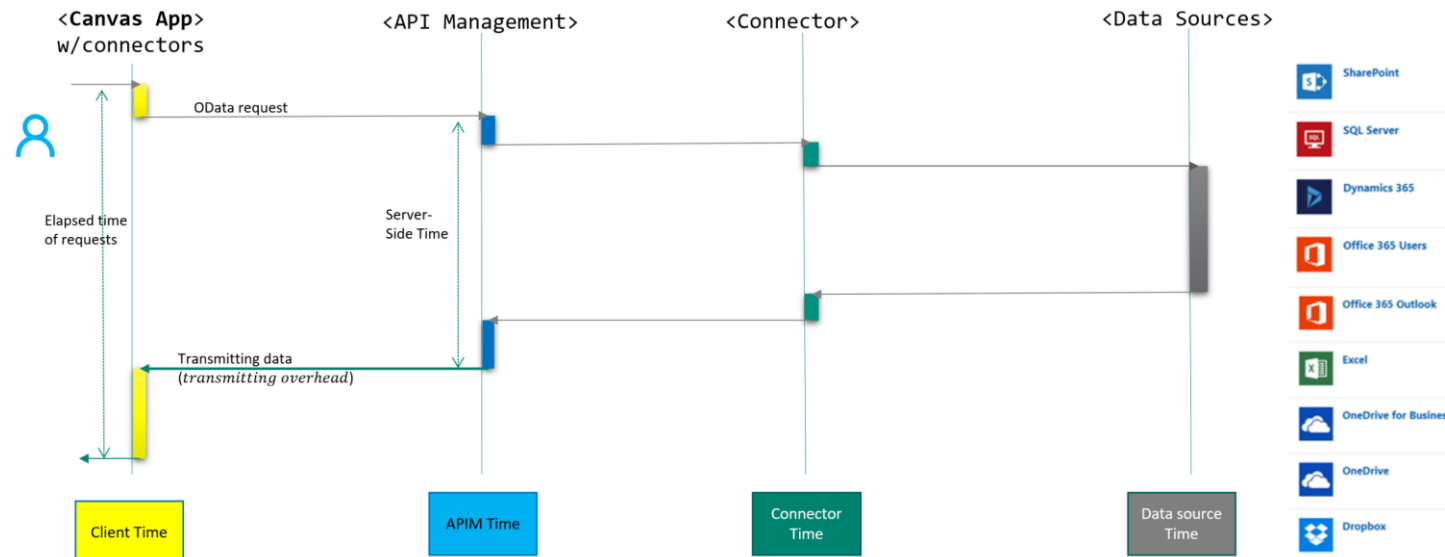 <Canvas App>
w/connectors
<API Management>
<Connector>
<Data Sources>
OData request
Elapsed time
of requests
Server-
Side Time
Transmitting data
(transmitting overhead)
Client Time
APIM Time
Connector
Time
Data source
Time
SharePoint
SQL
SQL Server
Dynamics 365
Office 365 Users
Office 365 Outlook
Excel
OneDrive for Busines
OneDrive
Dropbox